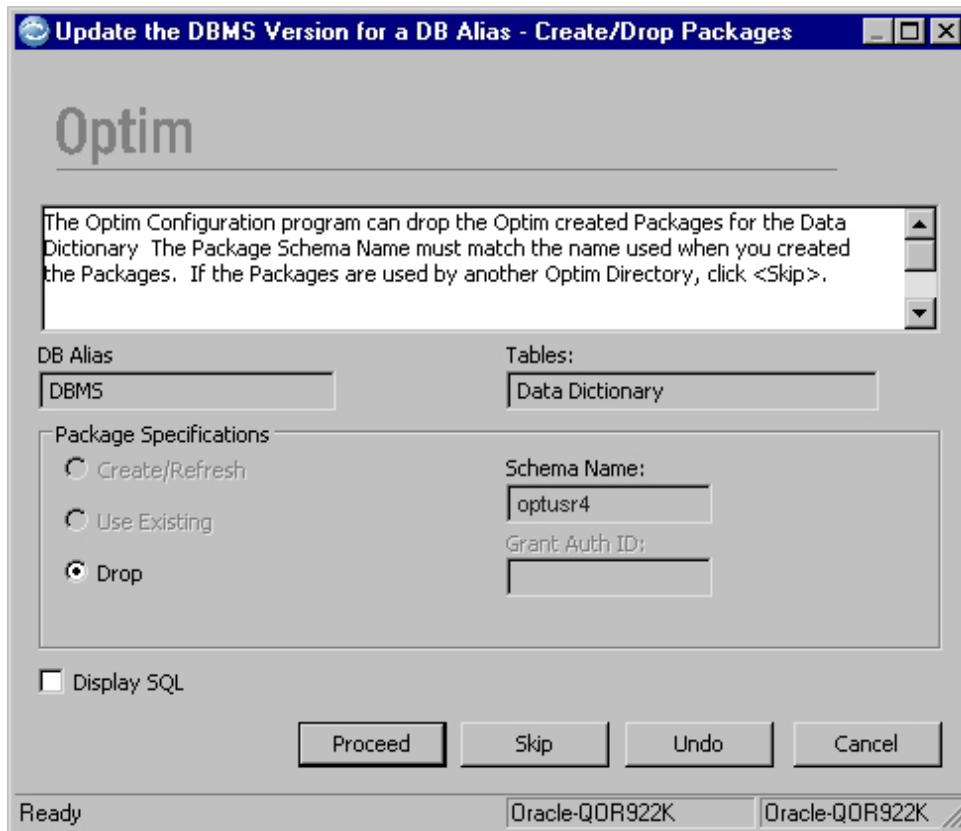 Update the DBMS Version for a DB Alias - Create/Drop Packages
Optim
The Optim Configuration program can drop the Optim created Packages for the Data
Dictionary  The Package Schema Name must match the name used when you created
the Packages.  If the Packages are used by another Optim Directory, click <Skip>.
DB Alias
Tables:
DBMS
Data Dictionary
Package Specifications
Create/Refresh
Schema Name:
optusr4
Use Existing
Grant Auth ID:
Drop
Display SQL
Proceed
Skip
Undo
Cancel
Ready
Oracle-QOR922K
Oracle-QOR922K